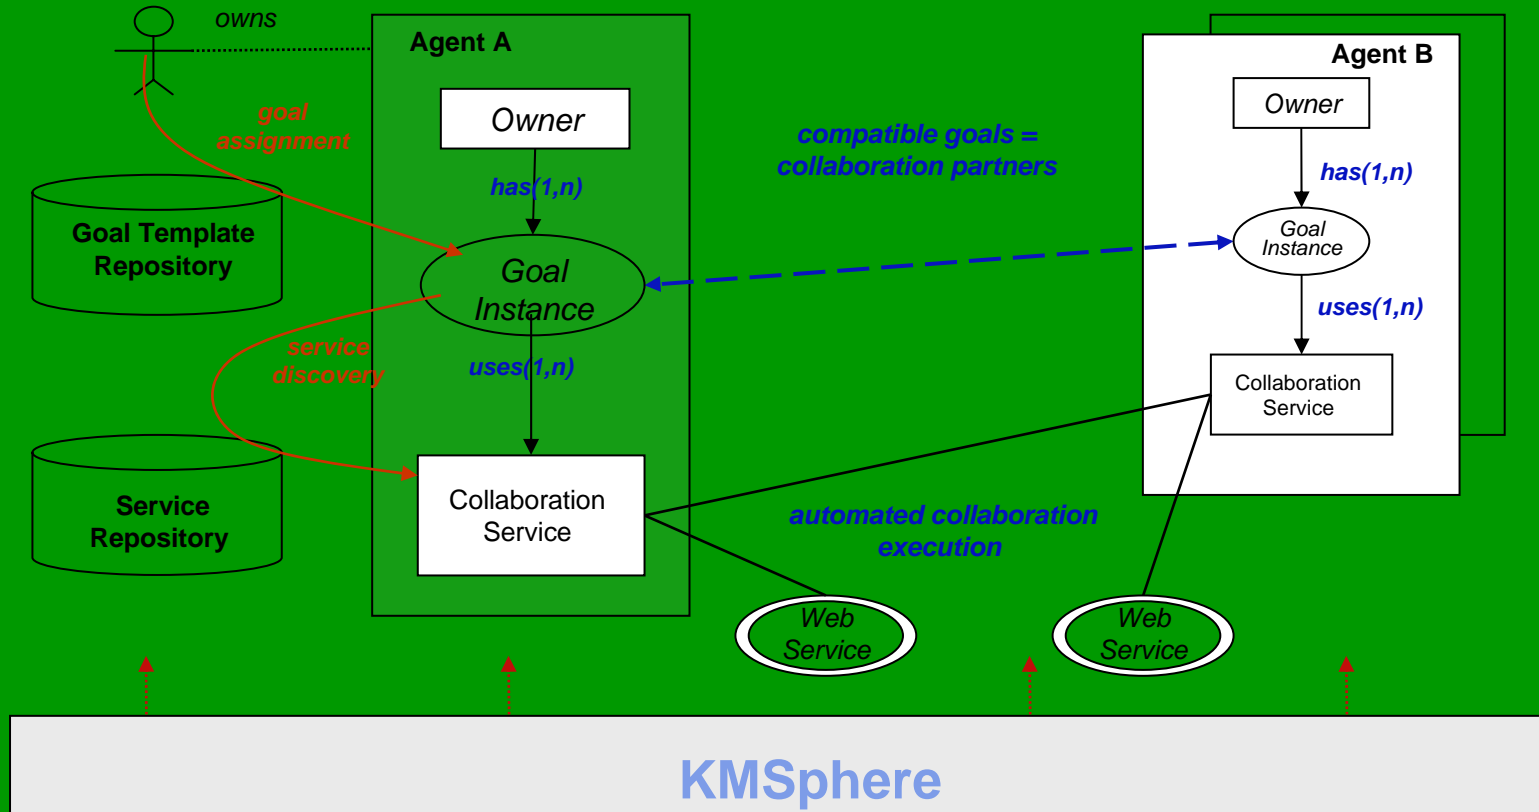 owns
Agent A
Agent B
goal
assignment
Owner
Owner
compatible goals =
collaboration partners
has(1,n)
has(1,n)
Goal Template
Repository
Goal
Instance
Goal
Instance
service
discovery
uses(1,n)
uses(1,n)
Collaboration
Service
Service
Repository
Collaboration
Service
automated collaboration
execution
Web
Service
Web
Service
KMSphere